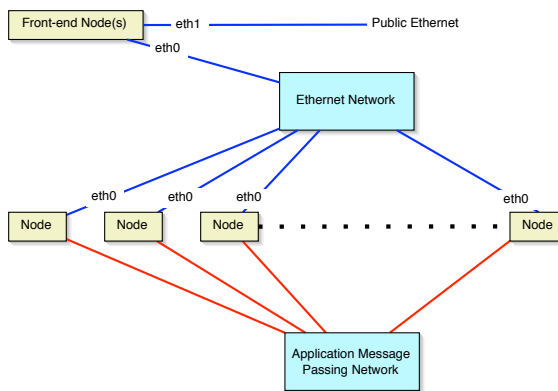 Front-end Node(s)
eth1
Public Ethernet
eth0
Ethernet Network
eth0
eth0
eth0
eth0
Node
Node
Node
Node
Application Message
Passing Network